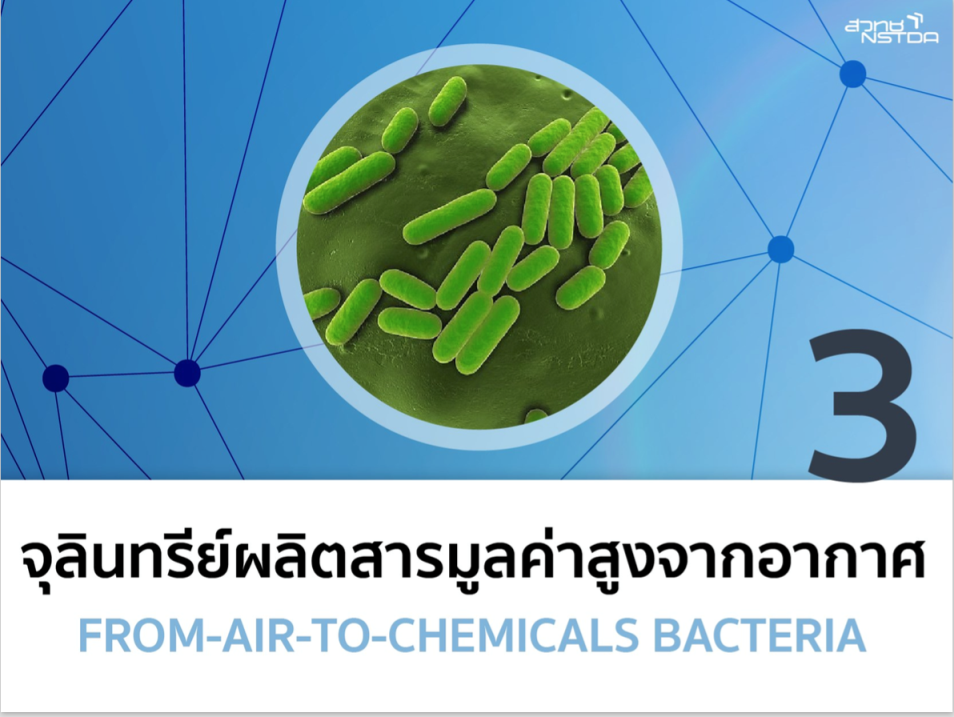 สวทช
NSTDA
3
จุลินทรีย์ผลิตสารมูลค่าสูงจากอากาศ
FROM-AIR-TO-CHEMICALS BACTERIA